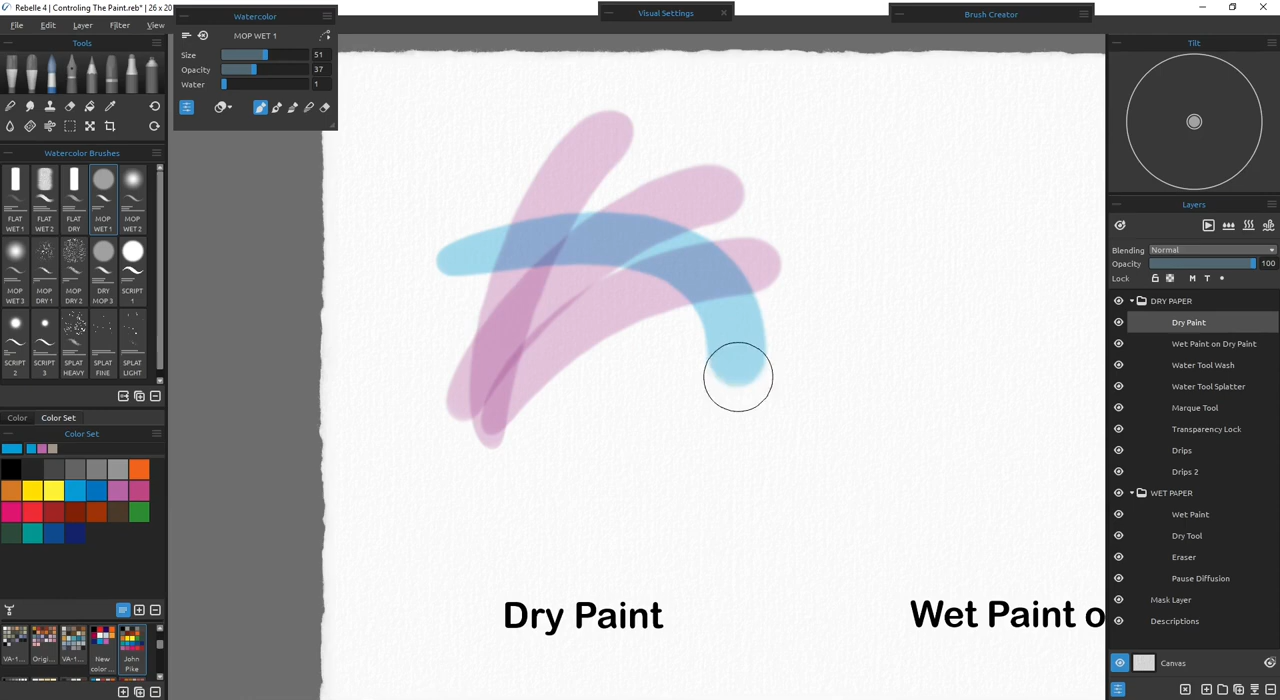 Rebelle 4 | Controling The Paint.reb* | 26 x 20
File Edit Layer Filter View
Tools
Watercolor Brushes
FLAT WET 1
FLAT WET 2
FLAT DRY
MOP WET 1
MOP WET 2
MOP WET 3
MOP DRY 1
MOP DRY 2
DRY MOP 3
SCRIPT 1
SCRIPT 2
SCRIPT 3
SPLAT HEAVY
SPLAT FINE
SPLAT LIGHT
Color Color Set
Color Set
VA-1...
Origi...
VA-1...
New color ...
John Pike
Watercolor
MOP WET 1
Size 51
Opacity 37
Water 1
Visual Settings
Brush Creator
Dry Paint
Wet Paint o
Tilt
Layers
Blending Normal
Opacity 100
Lock M T
DRY PAPER
Dry Paint
Wet Paint on Dry Paint
Water Tool Wash
Water Tool Splatter
Marque Tool
Transparency Lock
Drips
Drips 2
WET PAPER
Wet Paint
Dry Tool
Eraser
Pause Diffusion
Mask Layer
Descriptions
Canvas